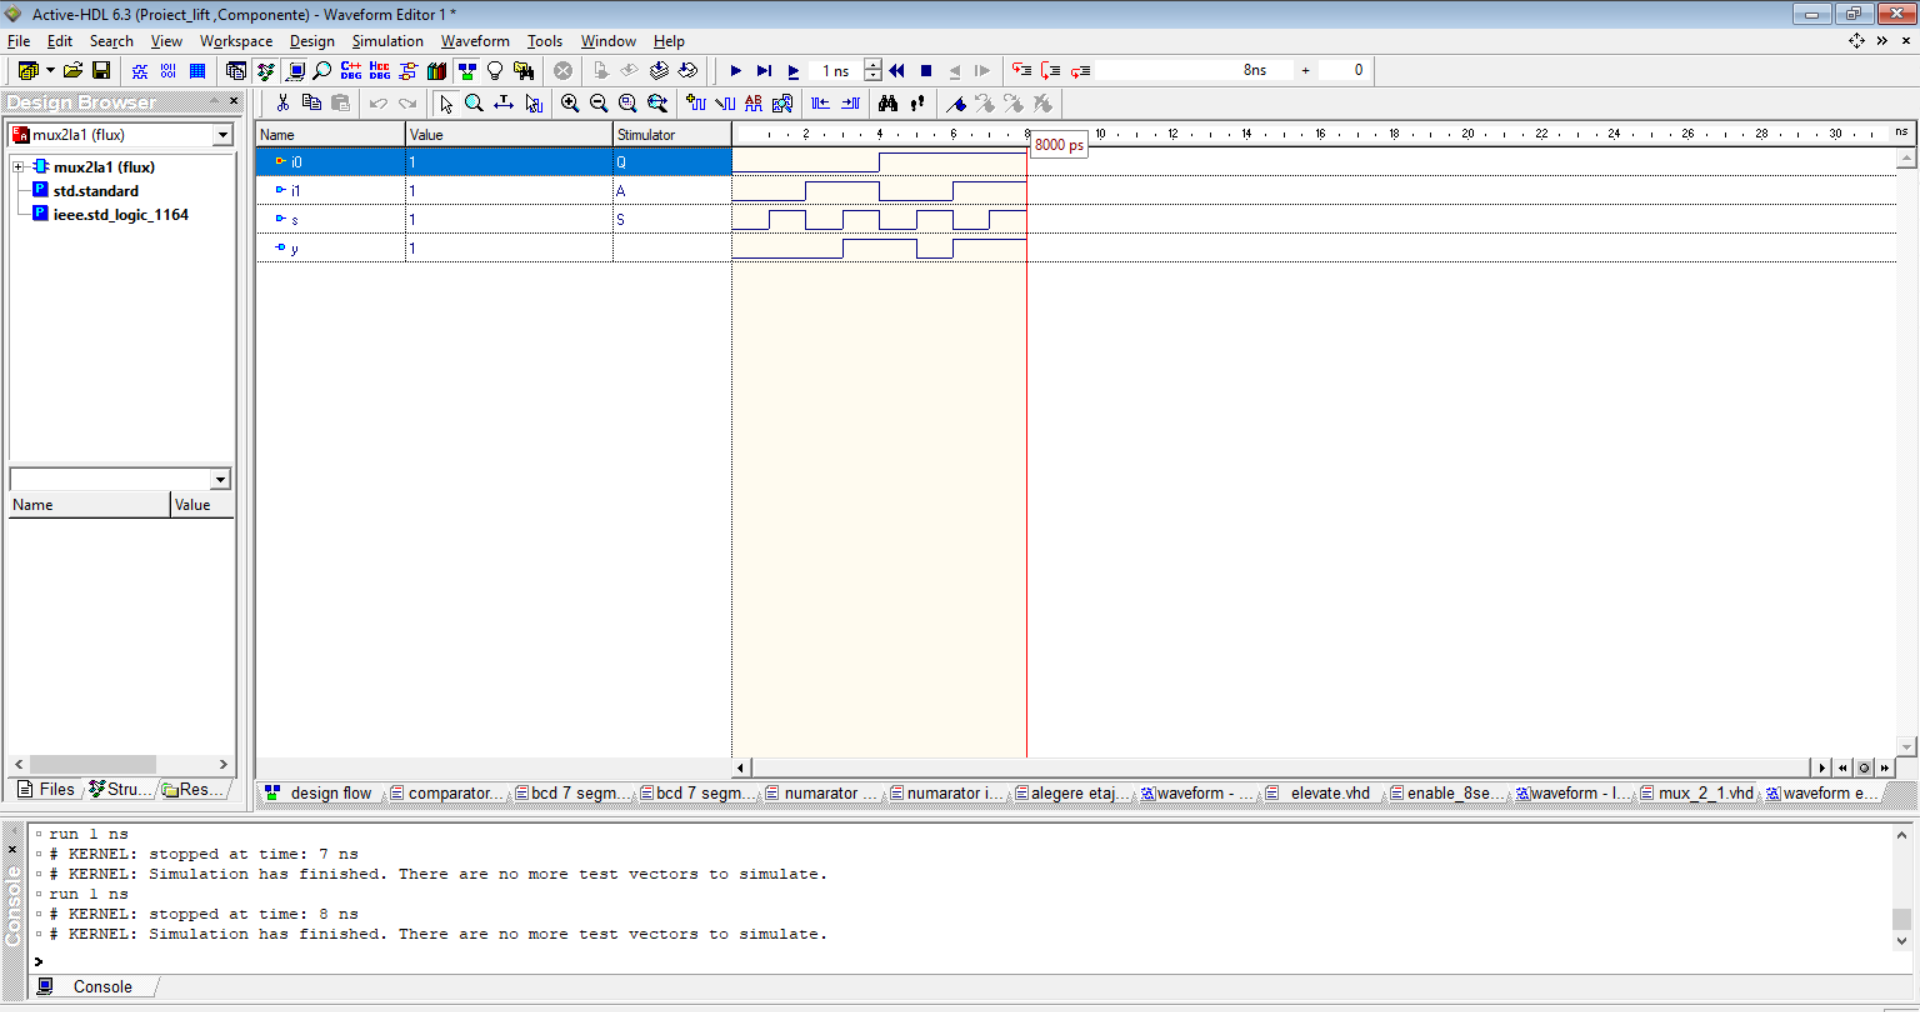 Active-HDL 6.3 (Proiect_lift ,Componente) - Waveform Editor 1 *
File Edit Search View Workspace Design Simulation Waveform Tools Window Help
C++ DBG HCC DBG 1 ns 8ns + 0
Design Browser
mux2la1 (flux)
mux2la1 (flux)
std.standard
ieee.std_logic_1164
Name Value
Files Stru... Res...
Name Value Stimulator 2 4 6 8 10 12 14 16 18 20 22 24 26 28 30 ns
8000 ps
i0 1 Q
i1 1 A
s 1 S
y 1
design flow comparator... bcd 7 segm... bcd 7 segm... numarator ... numarator i... alegere etaj... waveform - ... elevate.vhd enable_8se... waveform - l... mux_2_1.vhd waveform e...
run 1 ns
# KERNEL: stopped at time: 7 ns
# KERNEL: Simulation has finished. There are no more test vectors to simulate.
run 1 ns
# KERNEL: stopped at time: 8 ns
# KERNEL: Simulation has finished. There are no more test vectors to simulate.
>
Console
Console